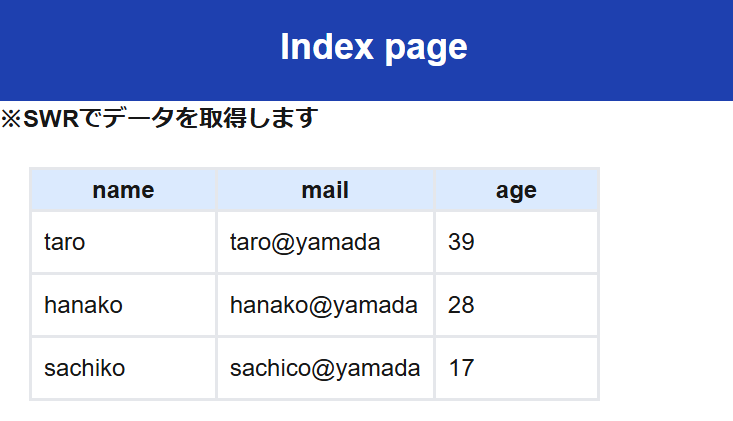 Index page
※SWRでデータを取得します
name mail age
taro taro@yamada 39
hanako hanako@yamada 28
sachiko sachico@yamada 17